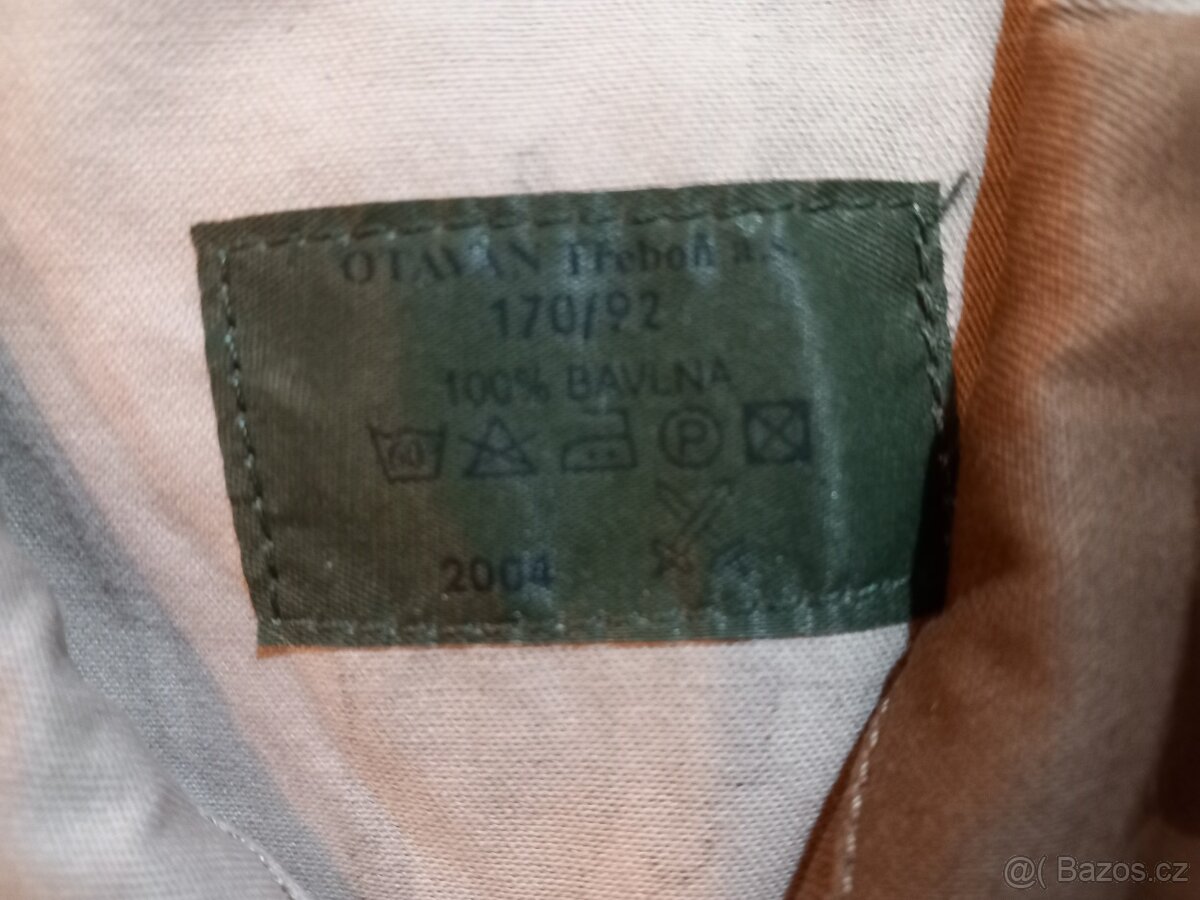 OTAVAN Třeboň a.s.
170/92
100% BAVLNA
P
2004
@( Bazos.cz